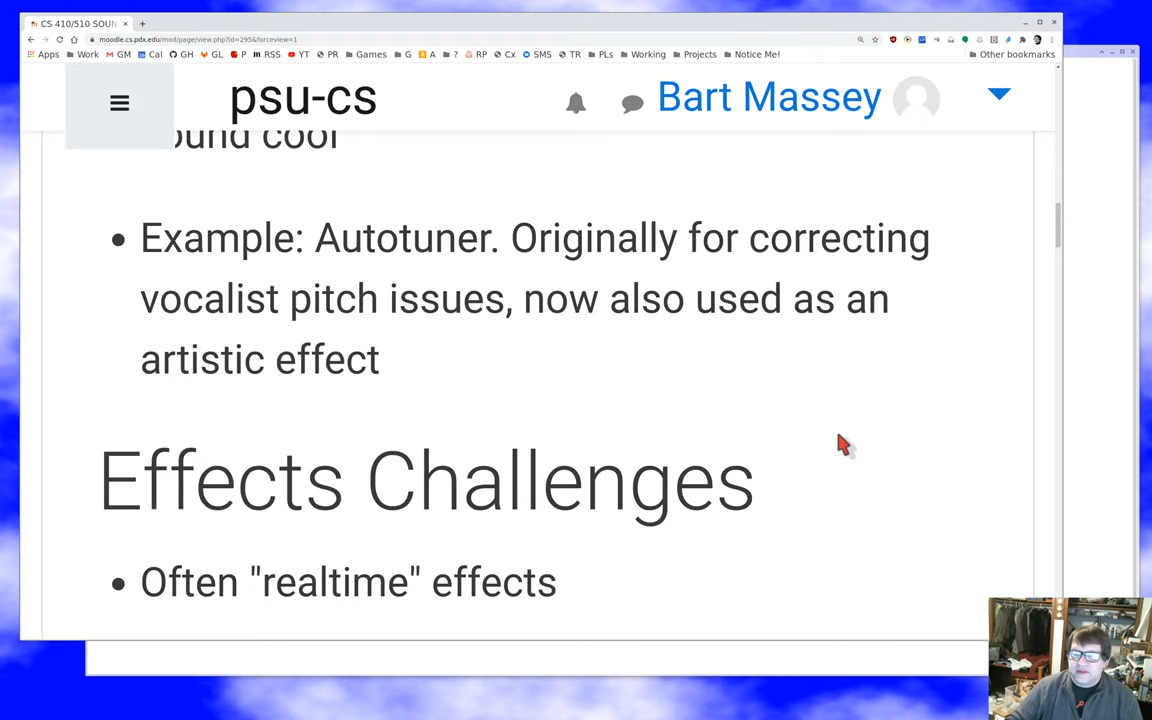 CS 410/510 SOUN
moodle.cs.pdx.edu/mod/page/view.php?id=295&forceview=1
Apps Work GM Cal GH GL P RSS YT PR Games G A ? RP Cx SMS TR PLs Working Projects Notice Me! Other bookmarks
psu-cs Bart Massey
sound cool
• Example: Autotuner. Originally for correcting
vocalist pitch issues, now also used as an
artistic effect
Effects Challenges
• Often "realtime" effects